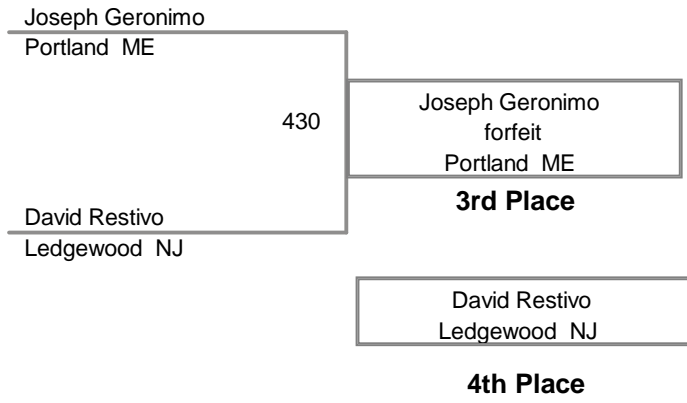 Joseph Geronimo
Portland ME
430
Joseph Geronimo
forfeit
Portland ME
3rd Place
David Restivo
Ledgewood NJ
David Restivo
Ledgewood NJ
4th Place